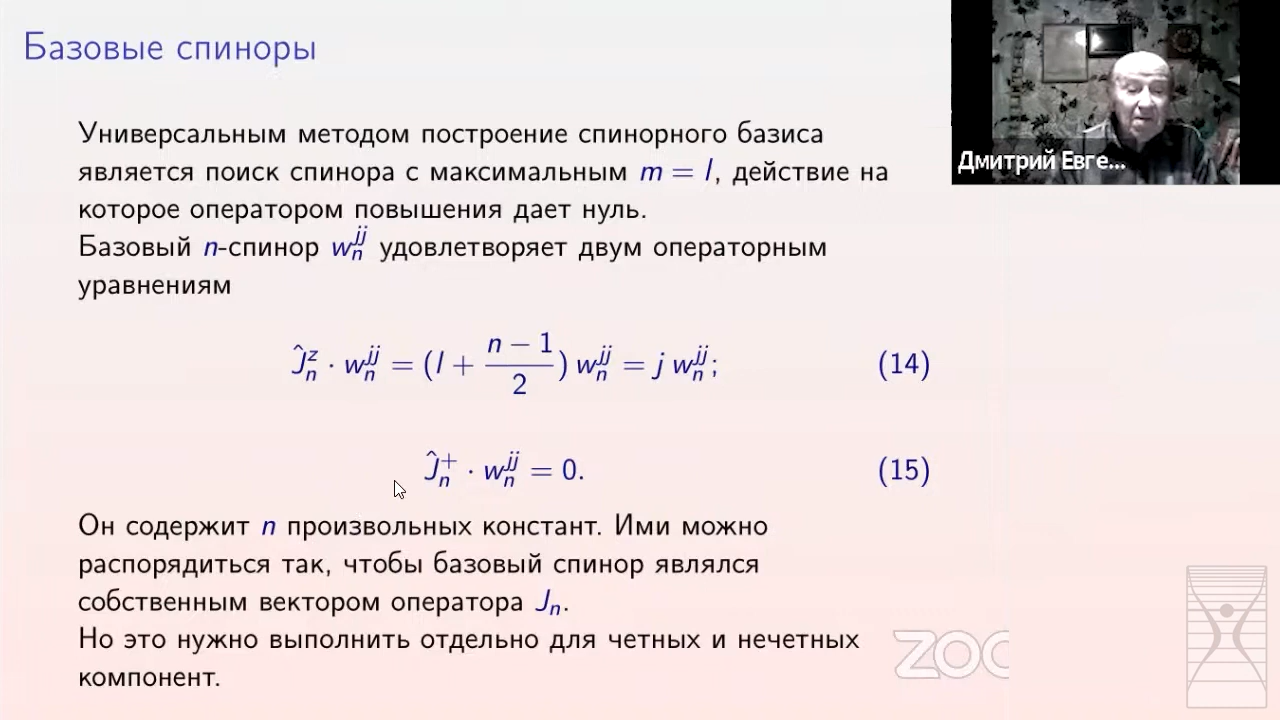 Базовые спиноры
Дмитрий Евге...
Универсальным методом построение спинорного базиса
является поиск спинора с максимальным m = l, действие на
которое оператором повышения дает нуль.
Базовый n-спинор w_n^{jj} удовлетворяет двум операторным
уравнениям
Ĵ_n^z · w_n^{jj} = (l + \frac{n − 1}{2}) w_n^{jj} = j w_n^{jj}; (14)
Ĵ_n^+ · w_n^{jj} = 0. (15)
Он содержит n произвольных констант. Ими можно
распорядиться так, чтобы базовый спинор являлся
собственным вектором оператора J_n.
Но это нужно выполнить отдельно для четных и нечетных
компонент.
zoo